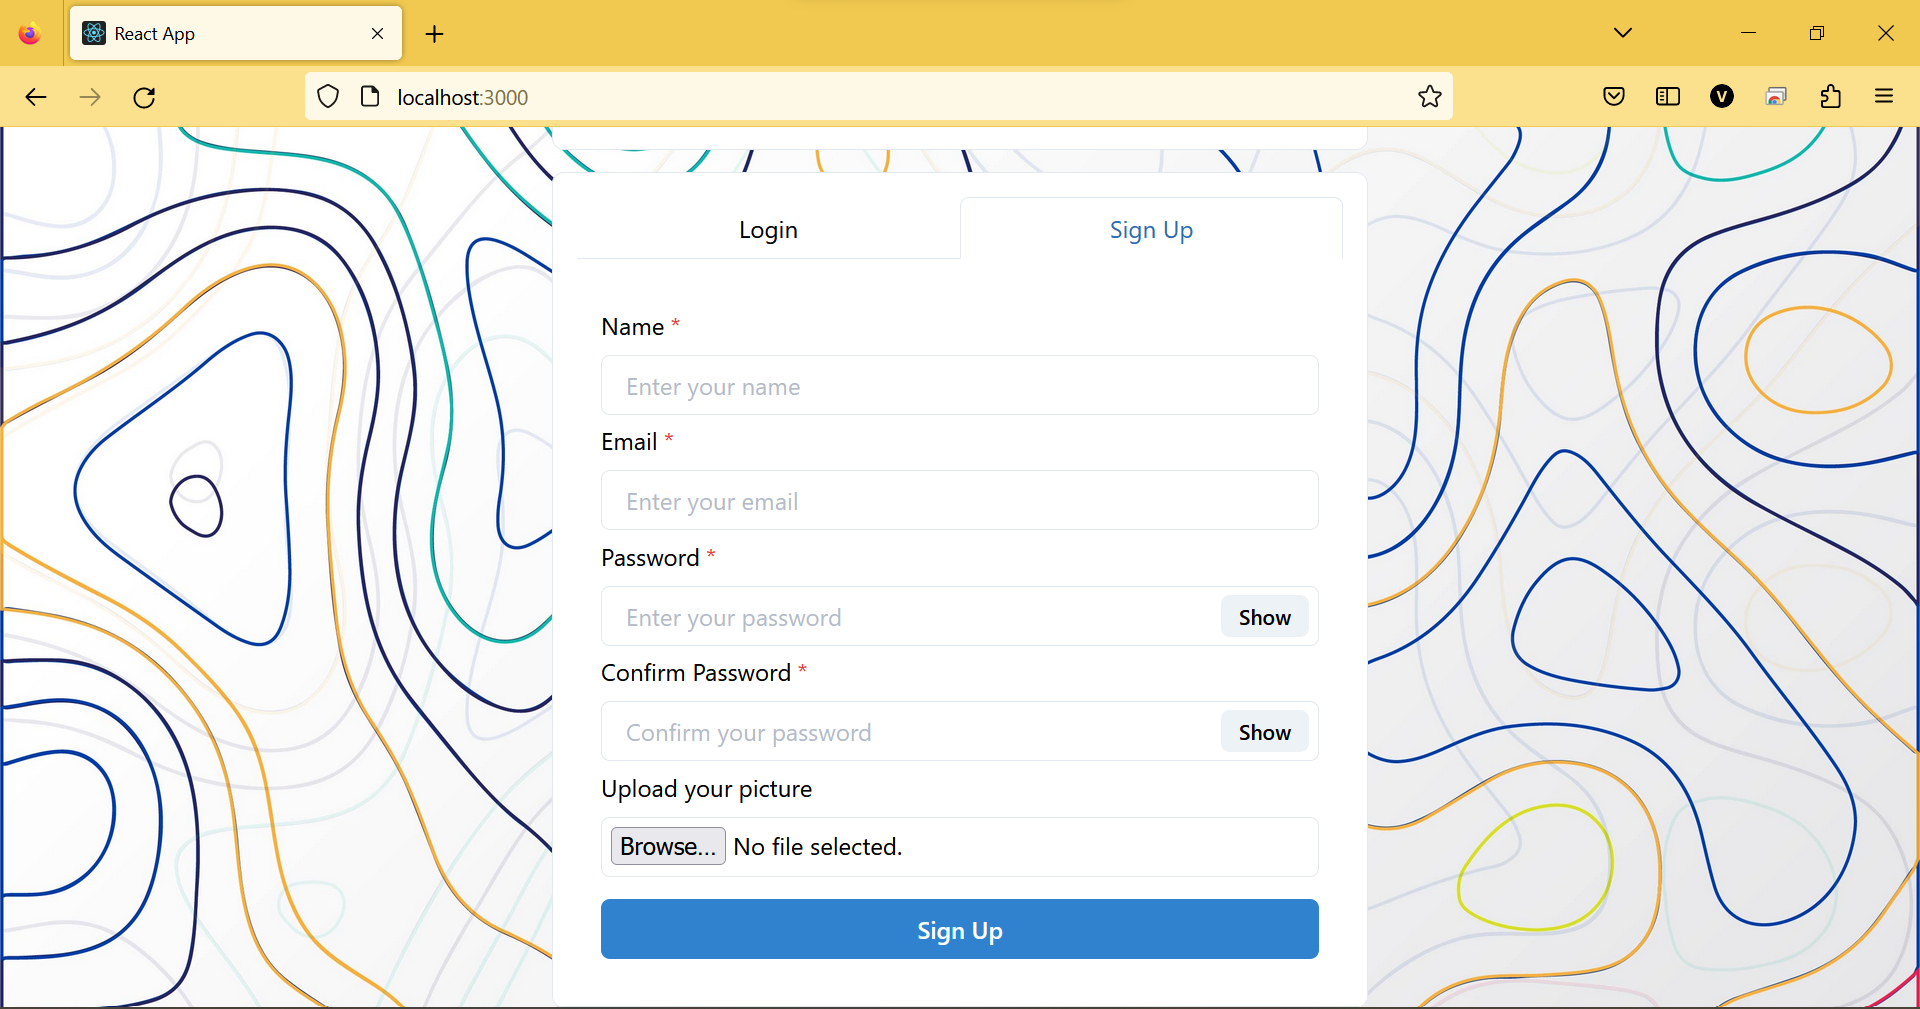 React App
localhost:3000
V
Login
Sign Up
Name *
Enter your name
Email *
Enter your email
Password *
Enter your password
Show
Confirm Password *
Confirm your password
Show
Upload your picture
Browse... No file selected.
Sign Up